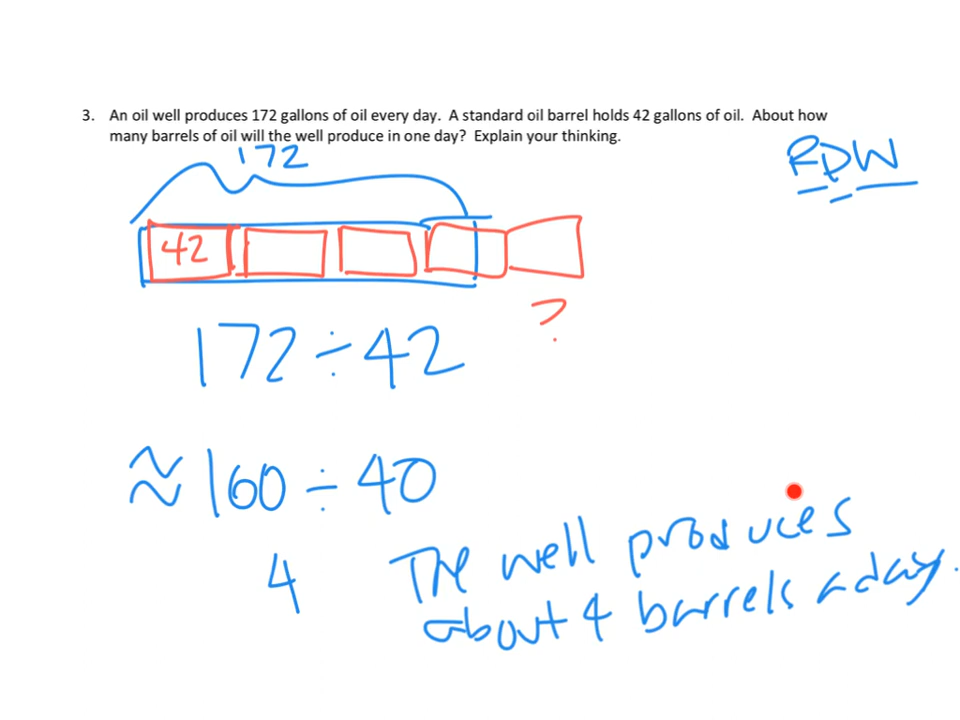 3. An oil well produces 172 gallons of oil every day. A standard oil barrel holds 42 gallons of oil. About how
many barrels of oil will the well produce in one day? Explain your thinking.
172
RDW
42
?
172 ÷ 42
≈ 160 ÷ 40
4
The well produces
about 4 barrels a day.